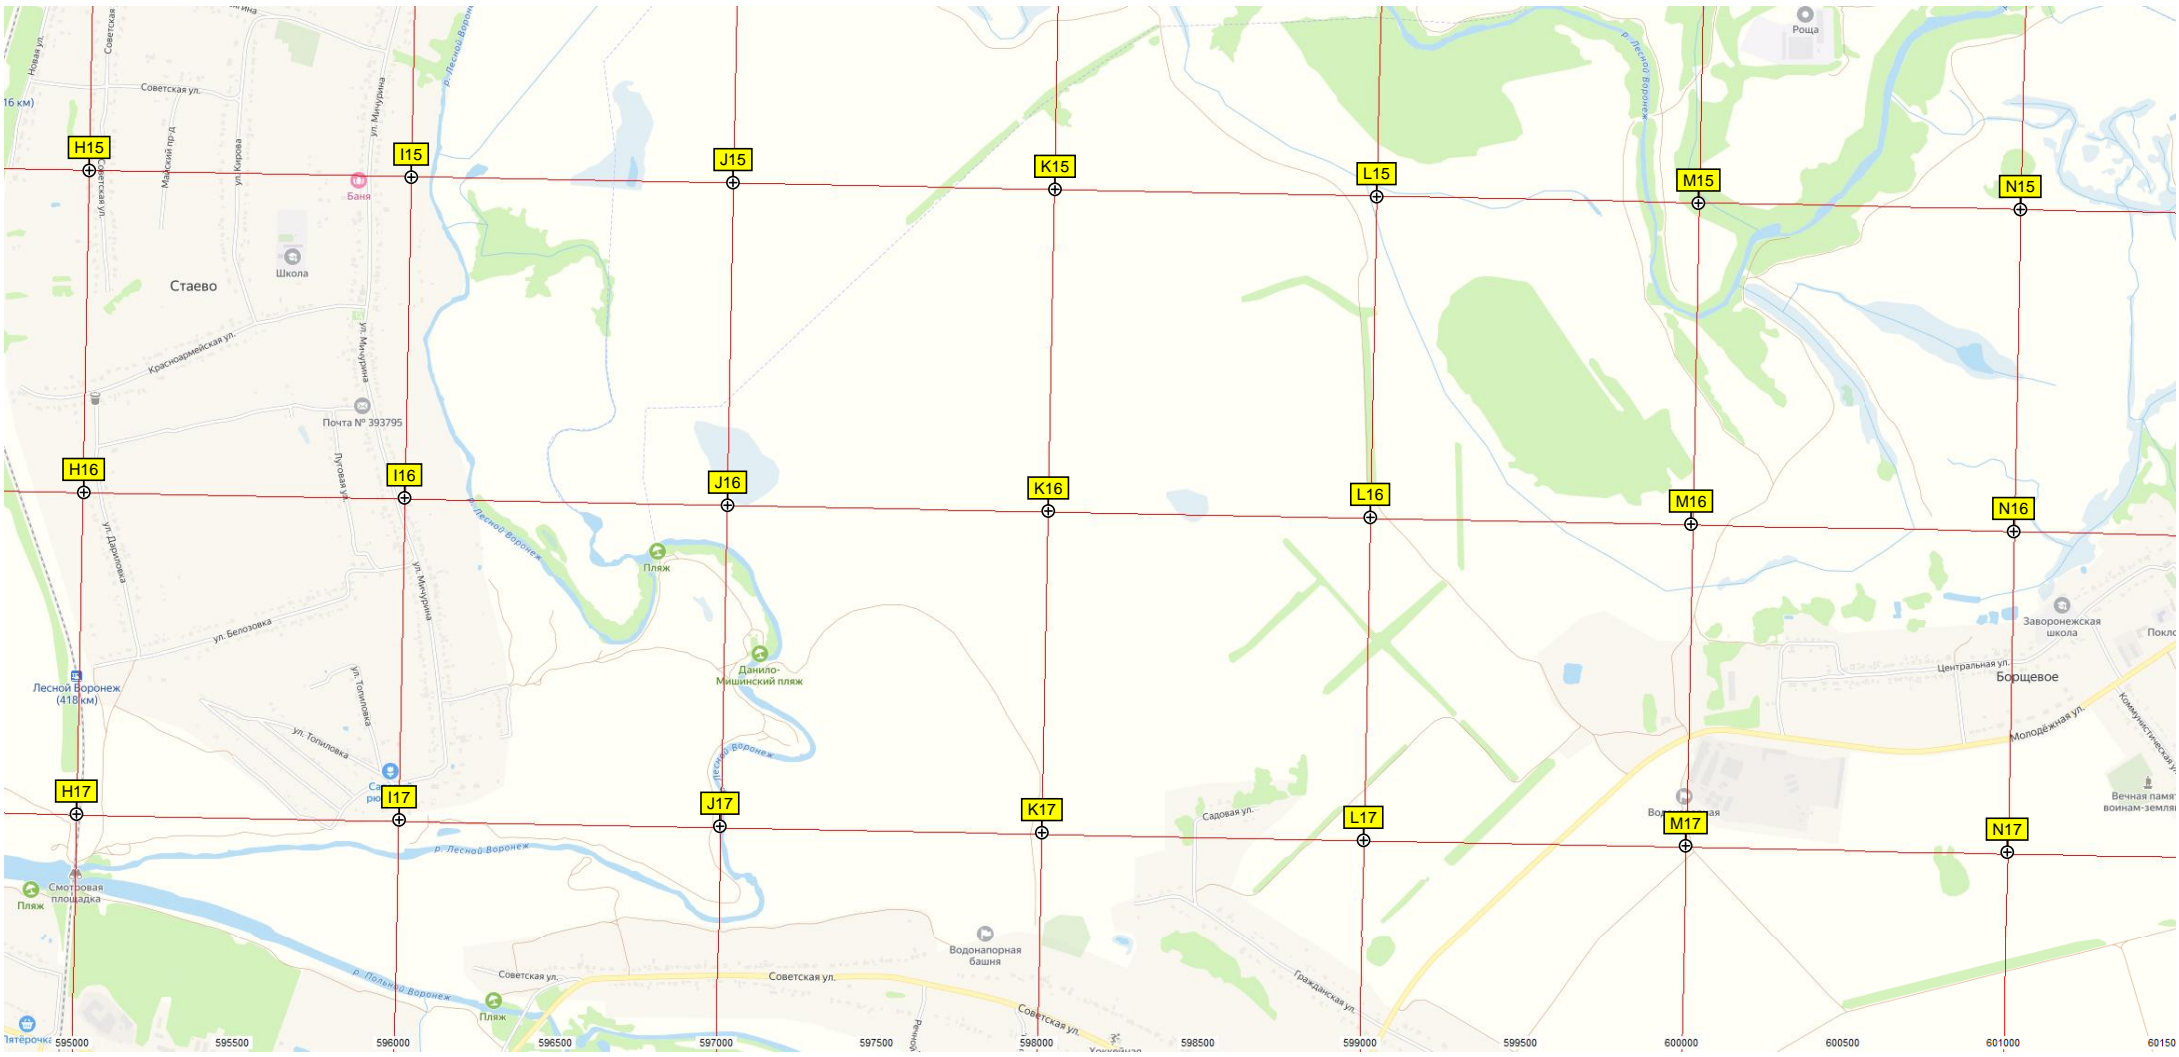 Новая ул.
Советская
р. Лесной Воронеж
Роща
р. Лесной Воронеж
Советская ул.
ул. Мичурина
16 км)
Майский пр-д
ул. Кирова
H15
I15
J15
K15
L15
M15
N15
Советская ул.
Баня
Школа
Стаево
Красноармейская ул.
ул. Мичурина
Почта № 393795
Луговая ул.
H16
I16
J16
K16
L16
M16
N16
ул. Дариловка
р. Лесной Воронеж
Пляж
ул. Мичурина
ул. Белозовка
Заворонежская
школа
Данило-
Мишинский пляж
Центральная ул.
Борщевое
Лесной Воронеж
(418 км)
ул. Топиловка
ул. Топиловка
Молодёжная ул.
Коммунистическая ул.
Лесной Воронеж
H17
I17
J17
K17
L17
M17
N17
Садовая ул.
Вечная памят
воинам-земля
р. Лесной Воронеж
Смотровая
площадка
Пляж
Водонапорная
башня
р. Польной Воронеж
Советская ул.
Советская ул.
Гражданская ул.
Пляж
Советская ул.
Пятёрочка
595000
595500
596000
596500
597000
597500
598000
598500
599000
599500
600000
600500
601000
60150